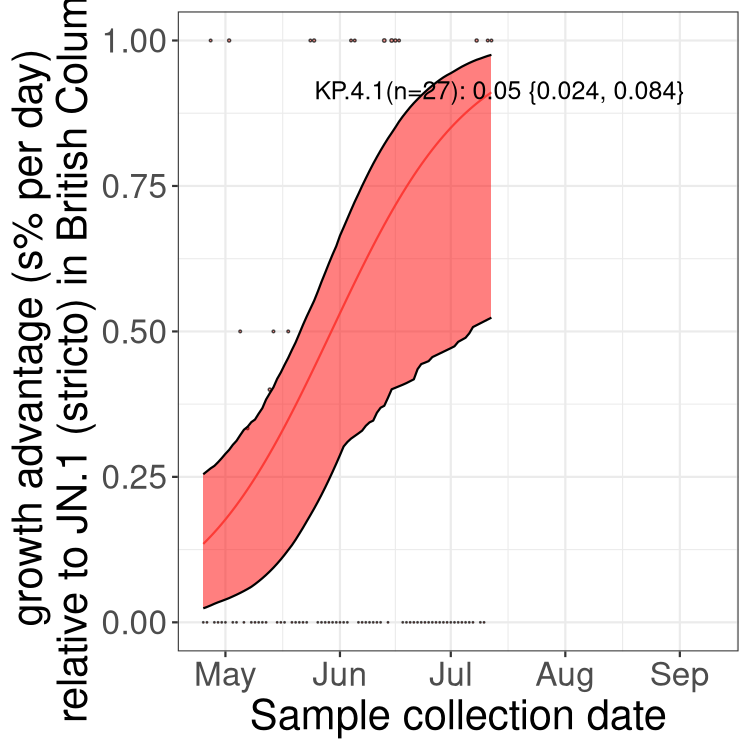 growth advantage (s% per day)
relative to JN.1 (stricto) in British Colum
1.00
0.75
0.50
0.25
0.00
KP.4.1(n=27): 0.05 {0.024, 0.084}
May Jun Jul Aug Sep
Sample collection date